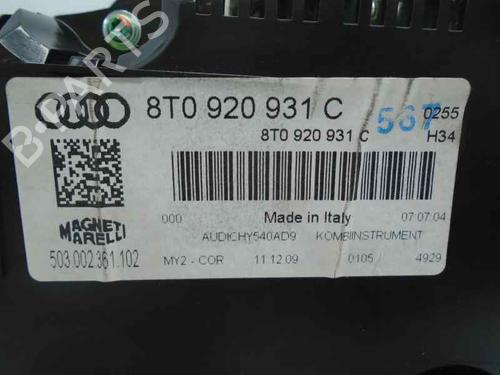 8T0 920 931 C
567
0255
8T0 920 931 C
H34
000
Made in Italy
07.07.04
MAGNETI
MARELLI
AUDICHY540AD9 KOMBIINSTRUMENT
503.002.361.102
MY2 - COR 11.12.09 0105 4929
B-PARTS